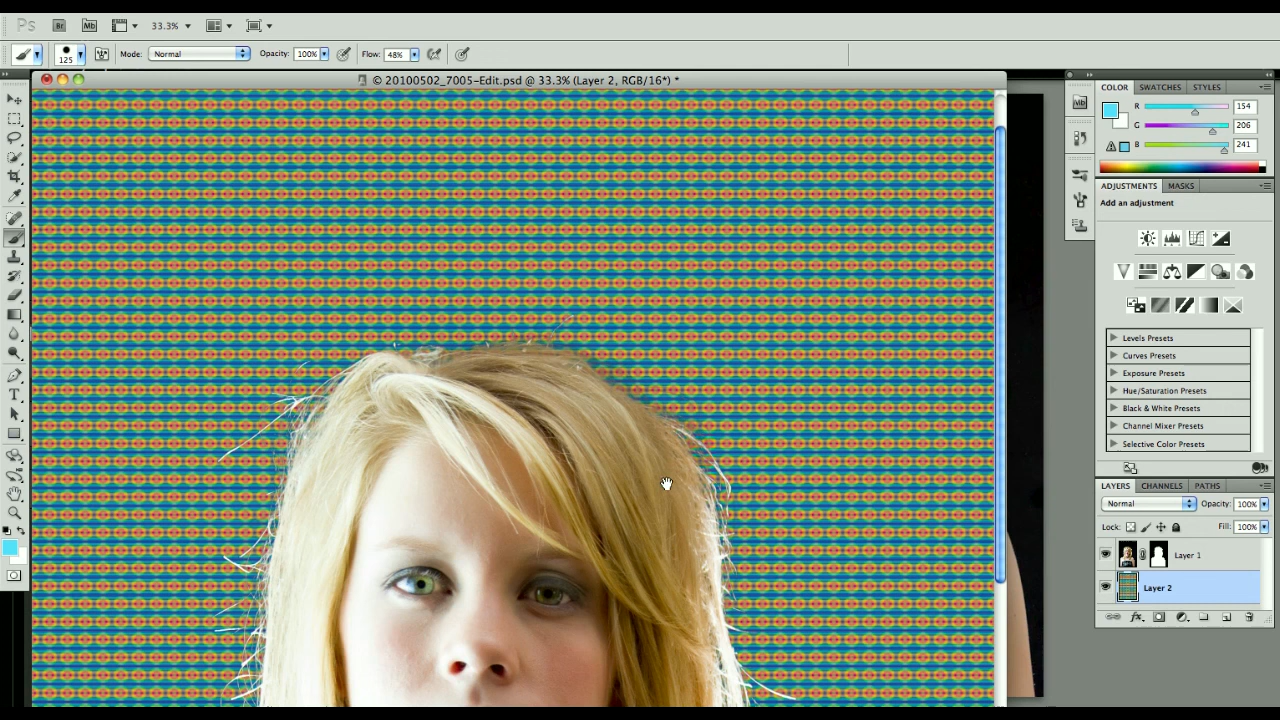 Ps Br Mb 33.3%
125 Mode: Normal Opacity: 100% Flow: 48%
© 20100502_7005-Edit.psd @ 33.3% (Layer 2, RGB/16*) *
COLOR SWATCHES STYLES
R 154
G 206
B 241
ADJUSTMENTS MASKS
Add an adjustment
Levels Presets
Curves Presets
Exposure Presets
Hue/Saturation Presets
Black & White Presets
Channel Mixer Presets
Selective Color Presets
LAYERS CHANNELS PATHS
Normal Opacity: 100%
Lock: Fill: 100%
Layer 1
Layer 2